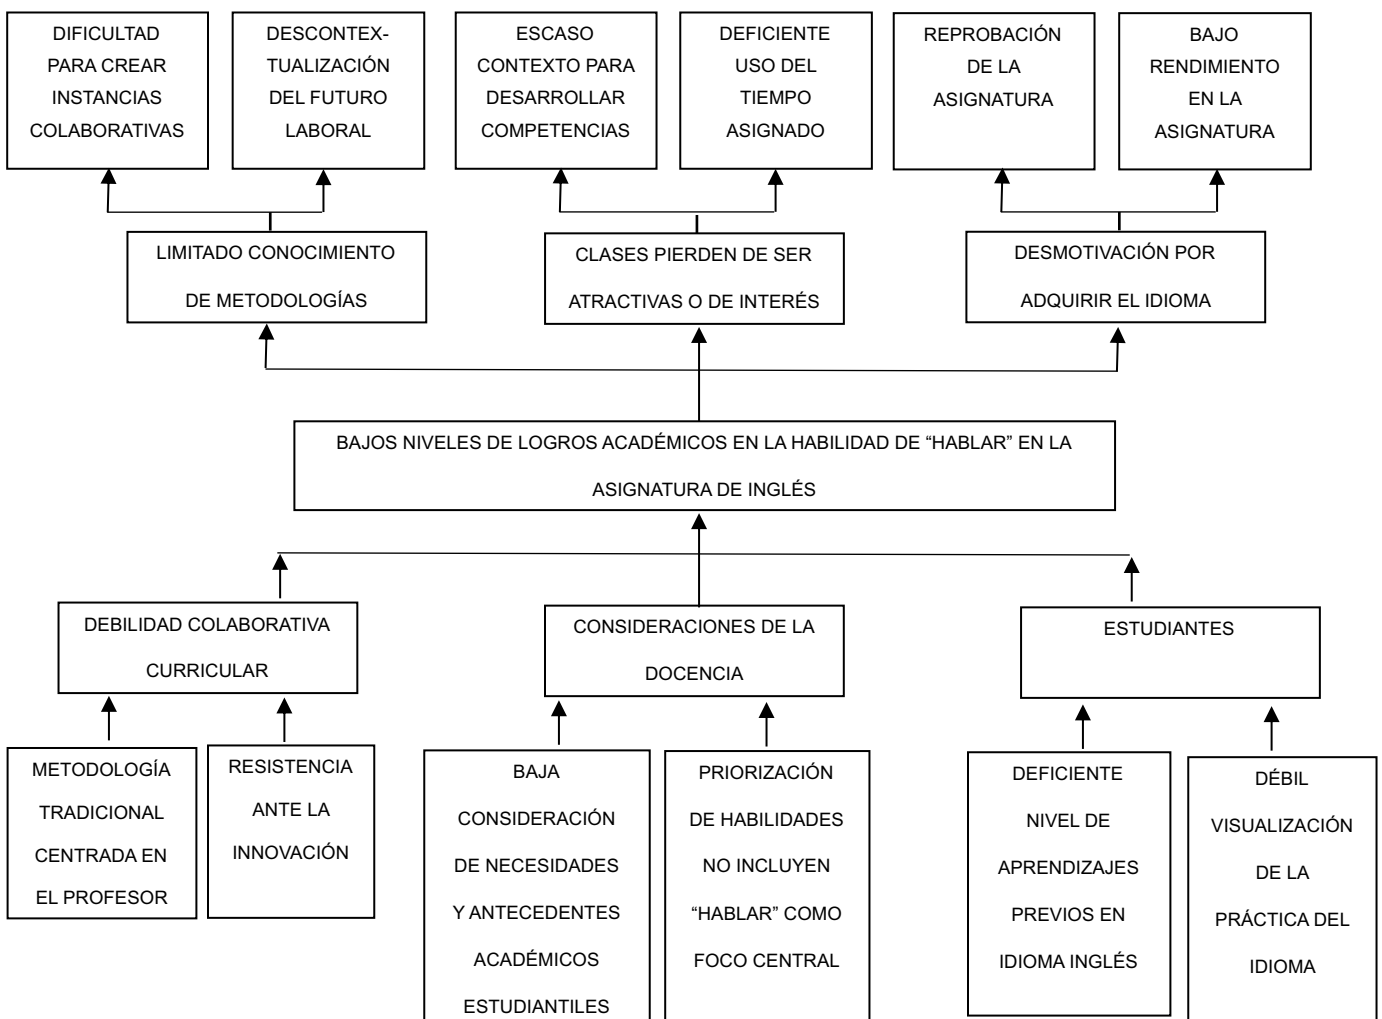 DIFICULTAD
PARA CREAR
INSTANCIAS
COLABORATIVAS
DESCONTEX-
TUALIZACIÓN
DEL FUTURO
LABORAL
ESCASO
CONTEXTO PARA
DESARROLLAR
COMPETENCIAS
DEFICIENTE
USO DEL
TIEMPO
ASIGNADO
REPROBACIÓN
DE LA
ASIGNATURA
BAJO
RENDIMIENTO
EN LA
ASIGNATURA
LIMITADO CONOCIMIENTO
DE METODOLOGÍAS
CLASES PIERDEN DE SER
ATRACTIVAS O DE INTERÉS
DESMOTIVACIÓN POR
ADQUIRIR EL IDIOMA
BAJOS NIVELES DE LOGROS ACADÉMICOS EN LA HABILIDAD DE “HABLAR” EN LA
ASIGNATURA DE INGLÉS
DEBILIDAD COLABORATIVA
CURRICULAR
CONSIDERACIONES DE LA
DOCENCIA
ESTUDIANTES
METODOLOGÍA
TRADICIONAL
CENTRADA EN
EL PROFESOR
RESISTENCIA
ANTE LA
INNOVACIÓN
BAJA
CONSIDERACIÓN
DE NECESIDADES
Y ANTECEDENTES
ACADÉMICOS
ESTUDIANTILES
PRIORIZACIÓN
DE HABILIDADES
NO INCLUYEN
“HABLAR” COMO
FOCO CENTRAL
DEFICIENTE
NIVEL DE
APRENDIZAJES
PREVIOS EN
IDIOMA INGLÉS
DÉBIL
VISUALIZACIÓN
DE LA
PRÁCTICA DEL
IDIOMA